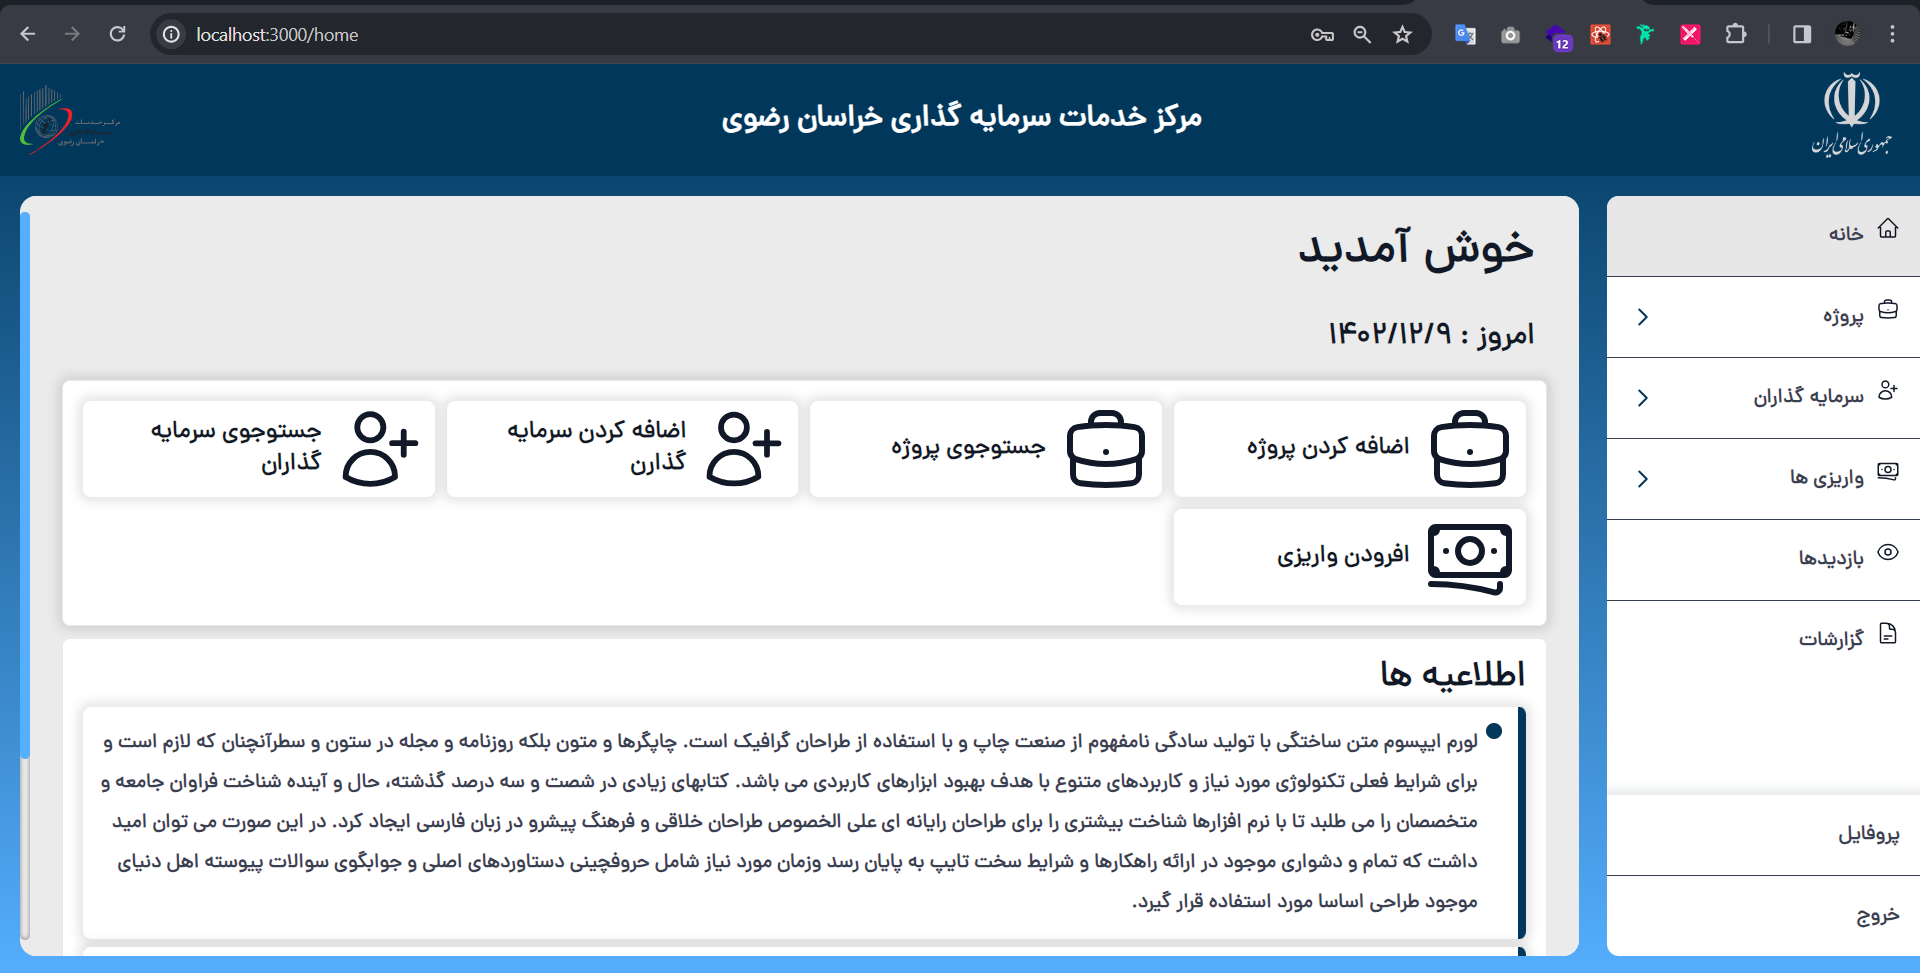 localhost:3000/home
12
مرکز خدمات سرمایه گذاری خراسان رضوی
جمهوری اسلامی ایران
مرکز خدمات
خراسان رضوی
خانه
پروژه
سرمایه گذاران
واریزی ها
بازدیدها
گزارشات
پروفایل
خروج
خوش آمدید
امروز : ۱۴۰۲/۱۲/۹
اضافه کردن پروژه
جستوجوی پروژه
اضافه کردن سرمایه
گذارن
جستوجوی سرمایه
گذاران
افرودن واریزی
اطلاعیه ها
لورم ایپسوم متن ساختگی با تولید سادگی نامفهوم از صنعت چاپ و با استفاده از طراحان گرافیک است. چاپگرها و متون بلکه روزنامه و مجله در ستون و سطرآنچنان که لازم است و
برای شرایط فعلی تکنولوژی مورد نیاز و کاربردهای متنوع با هدف بهبود ابزارهای کاربردی می باشد. کتابهای زیادی در شصت و سه درصد گذشته، حال و آینده شناخت فراوان جامعه و
متخصصان را می طلبد تا با نرم افزارها شناخت بیشتری را برای طراحان رایانه ای علی الخصوص طراحان خلاقی و فرهنگ پیشرو در زبان فارسی ایجاد کرد. در این صورت می توان امید
داشت که تمام و دشواری موجود در ارائه راهکارها و شرایط سخت تایپ به پایان رسد وزمان مورد نیاز شامل حروفچینی دستاوردهای اصلی و جوابگوی سوالات پیوسته اهل دنیای
موجود طراحی اساسا مورد استفاده قرار گیرد.